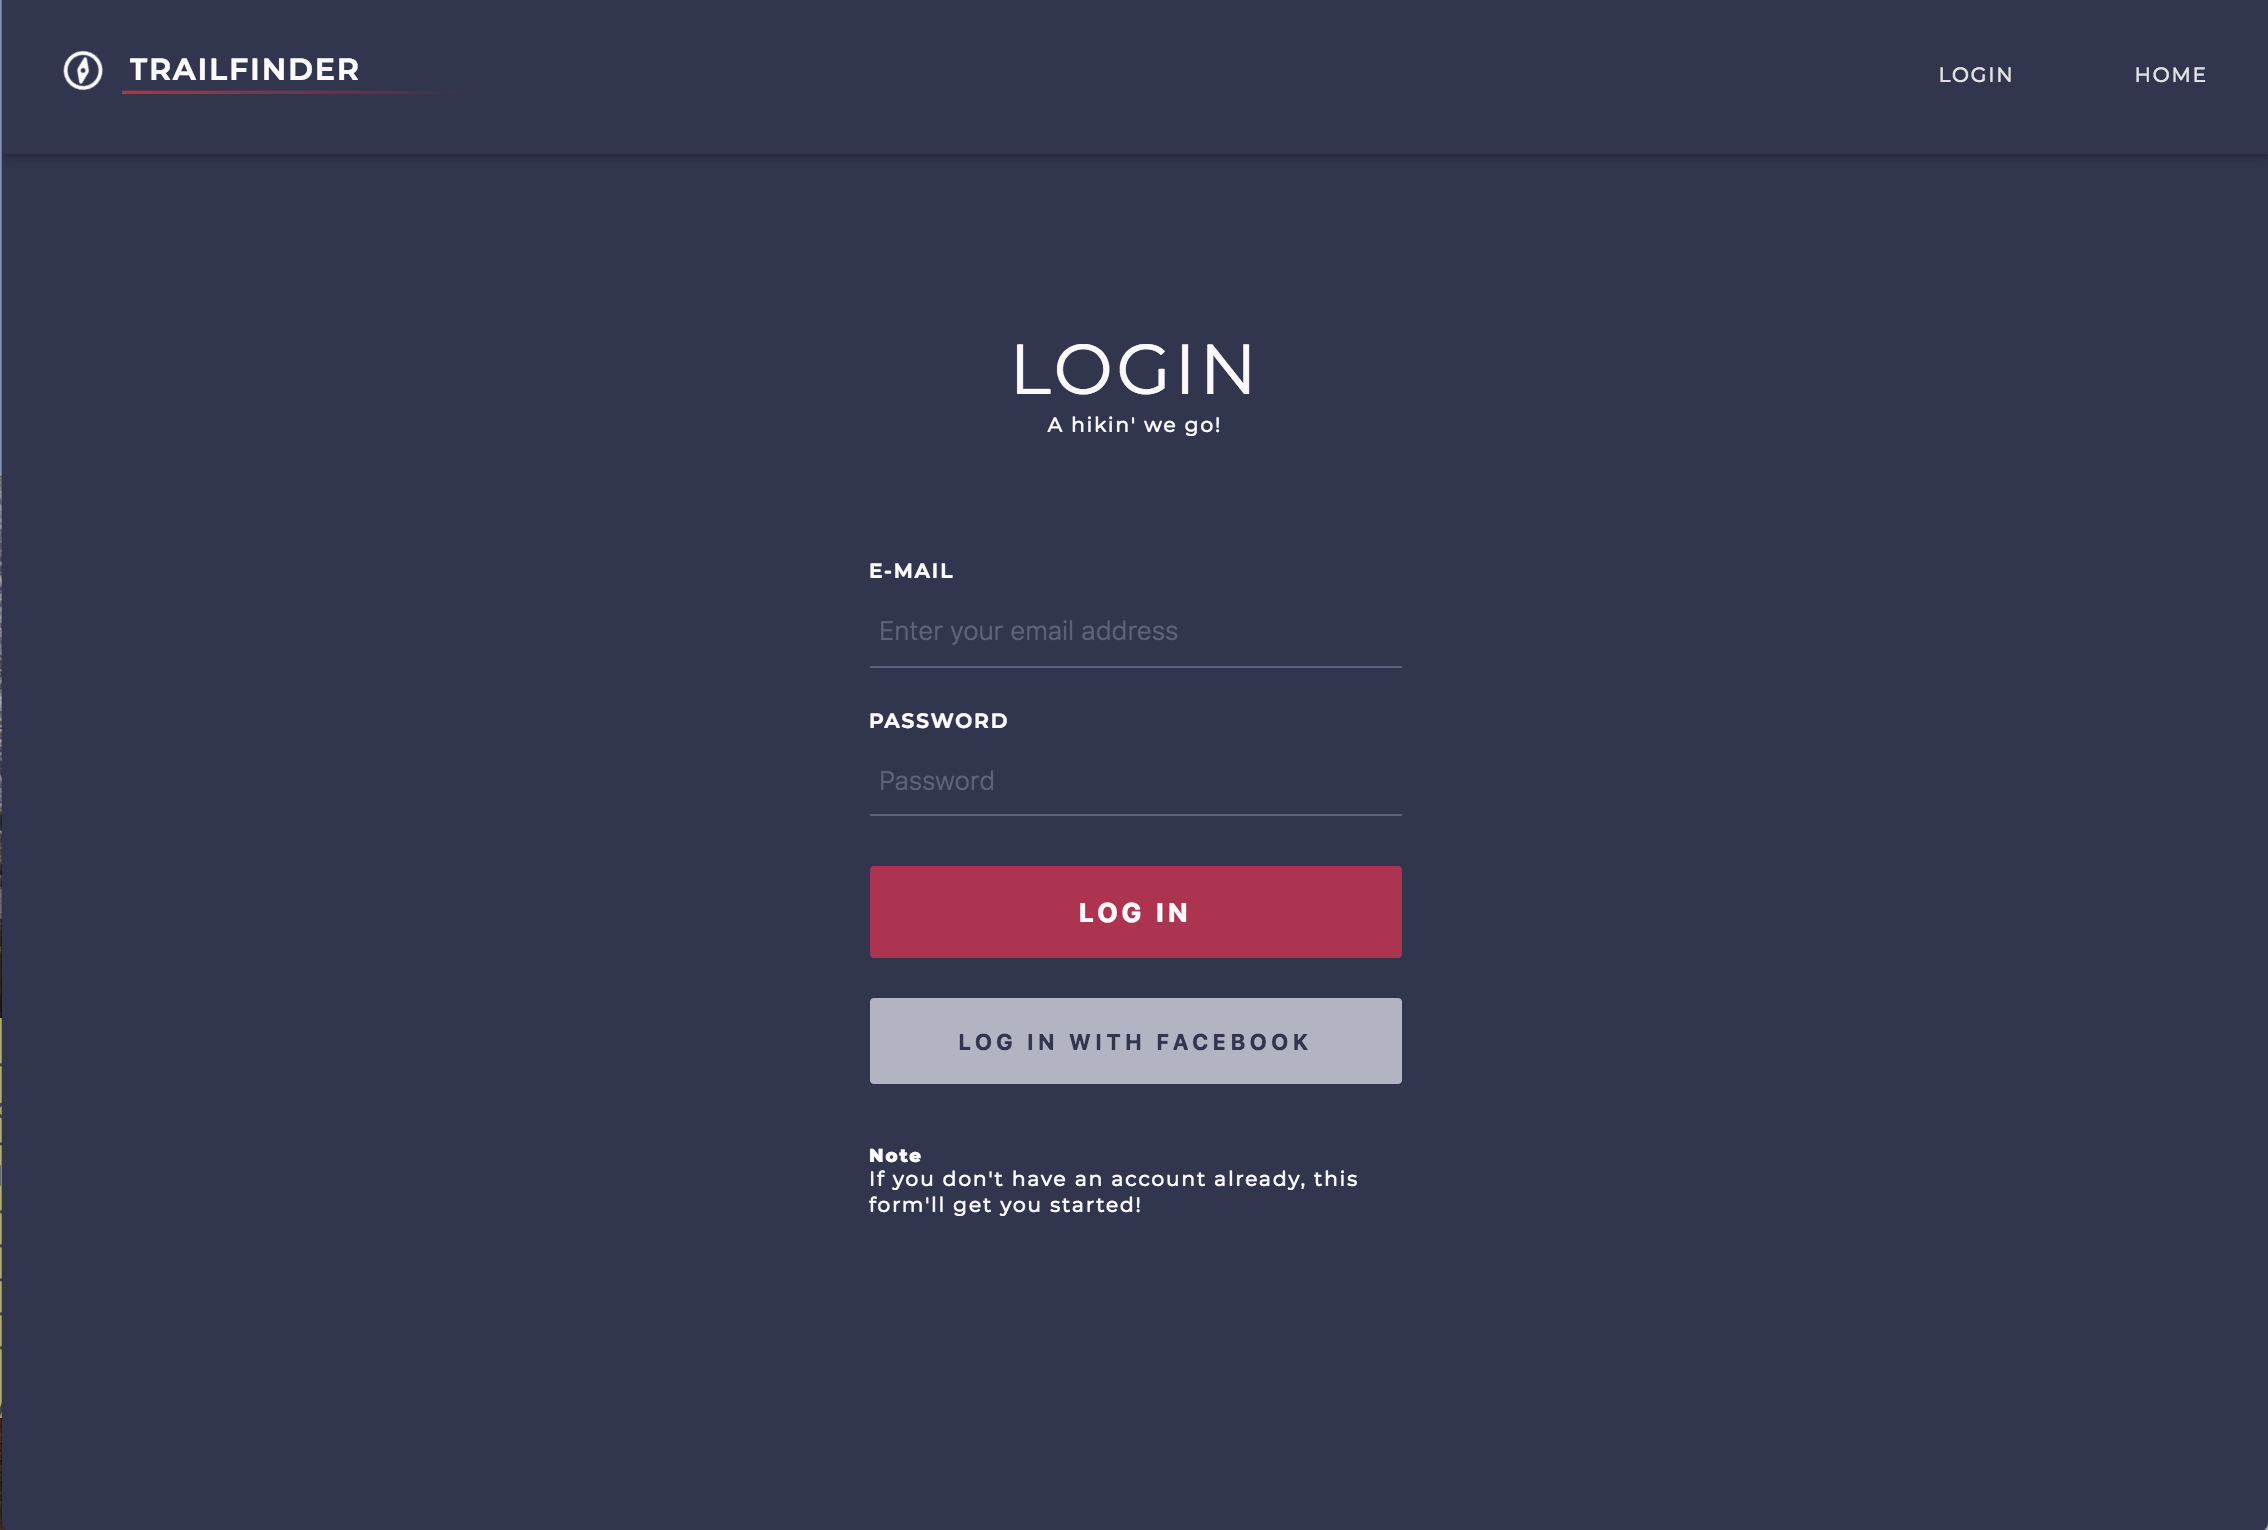 TRAILFINDER
LOGIN
HOME
LOGIN
A hikin' we go!
E-MAIL
Enter your email address
PASSWORD
Password
LOG IN
LOG IN WITH FACEBOOK
Note
If you don't have an account already, this
form'll get you started!